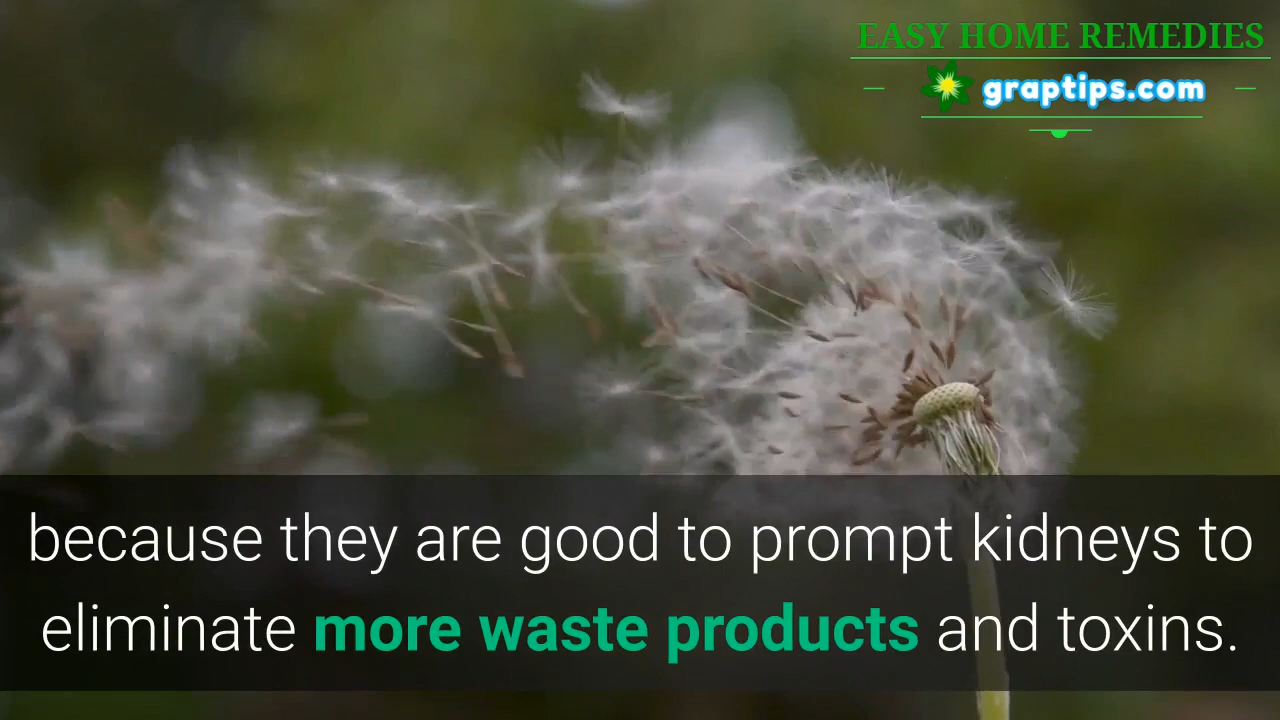 EASY HOME REMEDIES
graptips.com
because they are good to prompt kidneys to
eliminate more waste products and toxins.